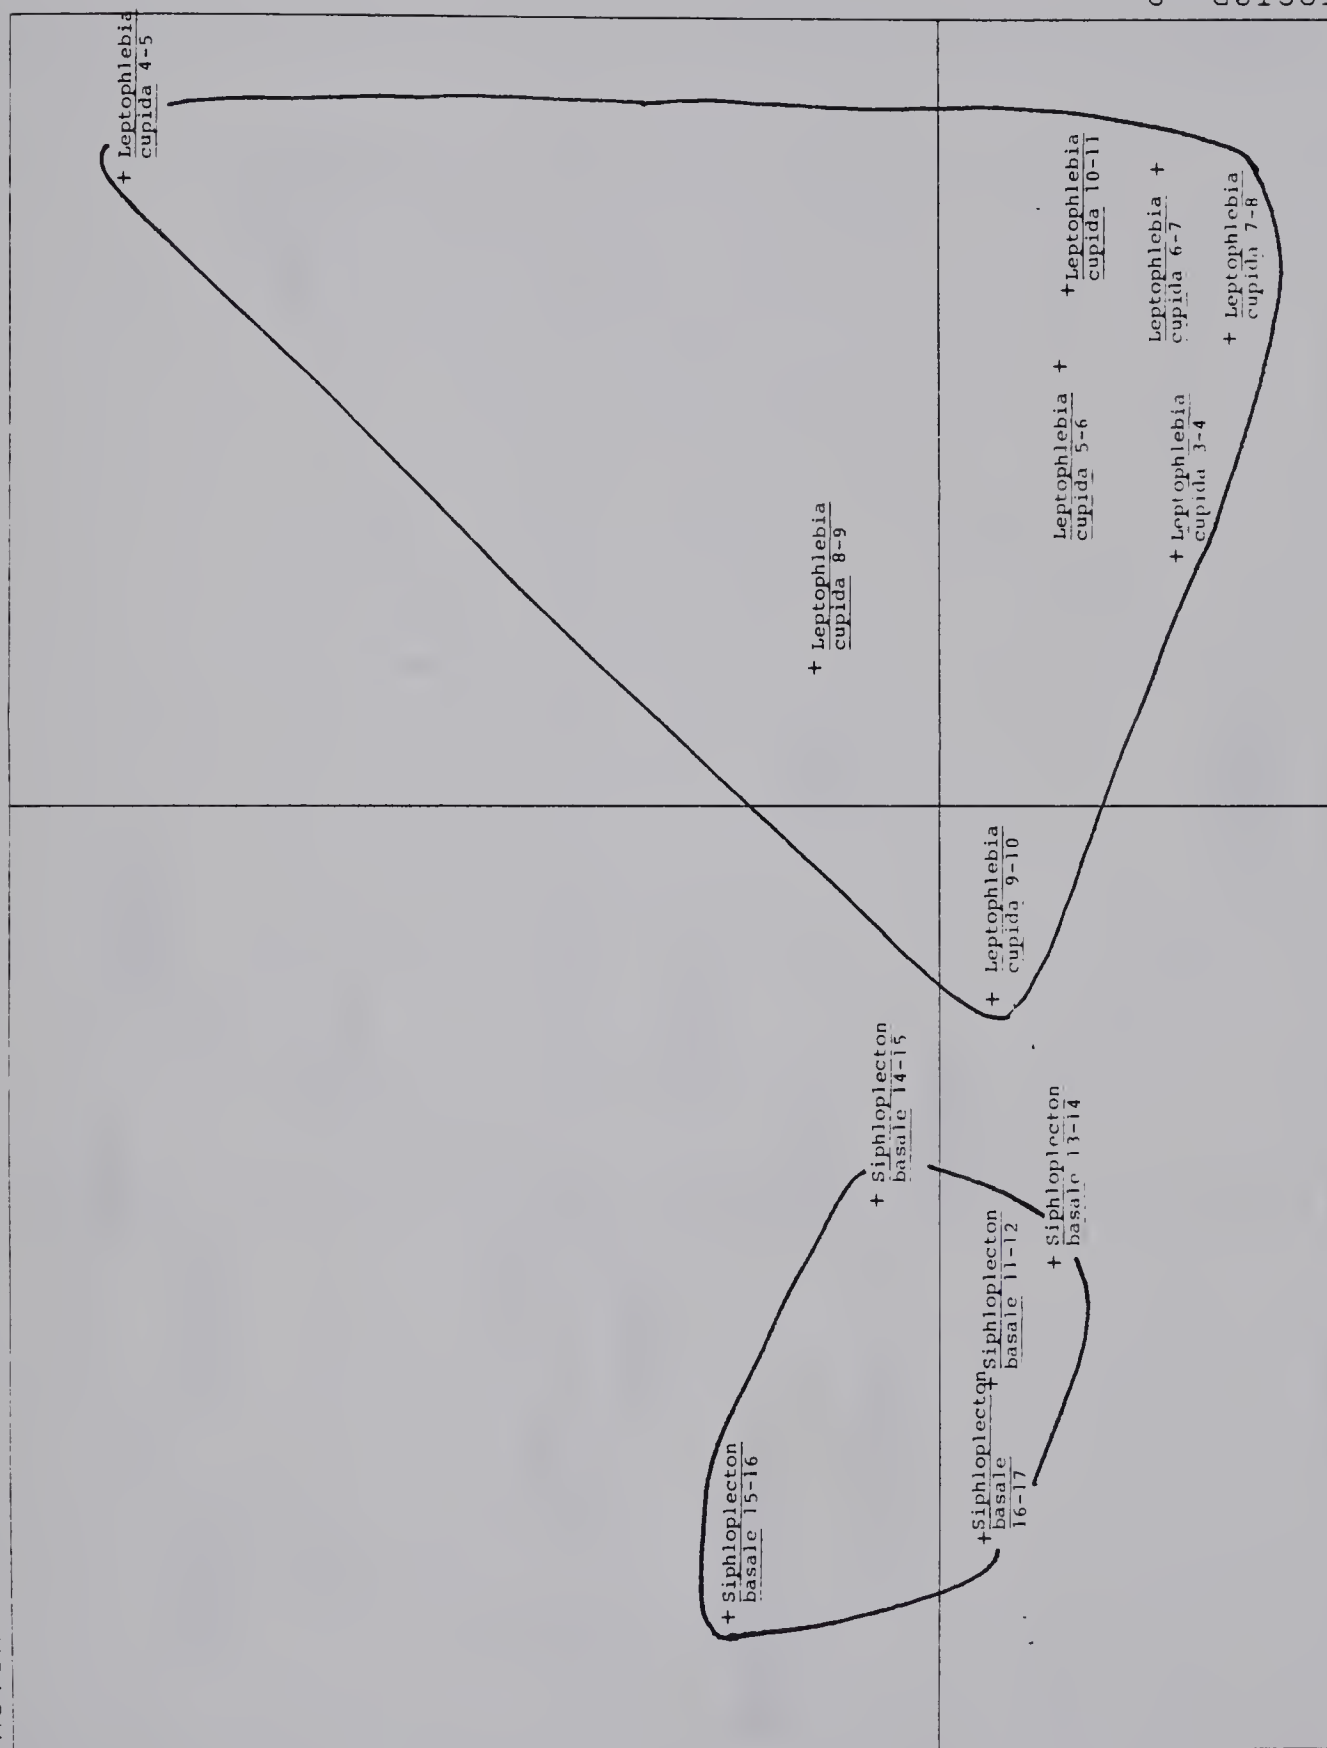 + Leptophlebia
cupida 4-5
+ Leptophlebia
cupida 8-9
+ Leptophlebia
cupida 9-10
Leptophlebia +
cupida 5-6
+ Leptophlebia
cupida 10-11
Leptophlebia +
cupida 6-7
+ Leptophlebia
cupida 3-4
+ Leptophlebia
cupida 7-8
+ Siphloplecton
basale 15-16
+ Siphloplecton
basale 14-15
+ Siphloplecton
basale
16-17
+ Siphloplecton
basale 11-12
+ Siphloplecton
basale 13-14